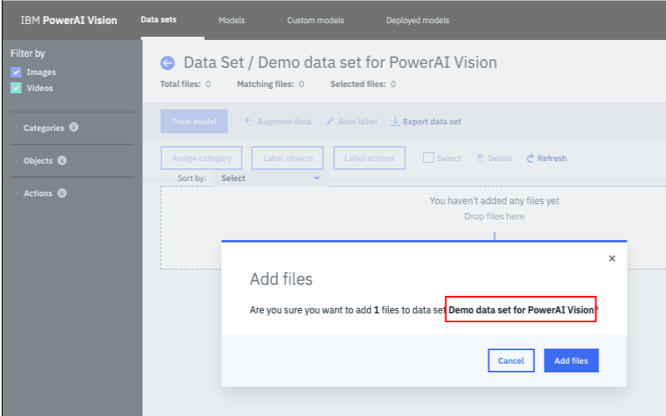 IBM PowerAI Vision Data sets Models Custom models Deployed models
Filter by
Images
Videos
Categories
Objects
Actions
Data Set / Demo data set for PowerAI Vision
Total files: 0 Matching files: 0 Selected files: 0
Train model Augment data Auto label Export data set
Assign category Label objects Label actions Select Delete Refresh
Sort by: Select
You haven't added any files yet
Drop files here
Add files
Are you sure you want to add 1 files to data set Demo data set for PowerAI Vision?
Cancel Add files